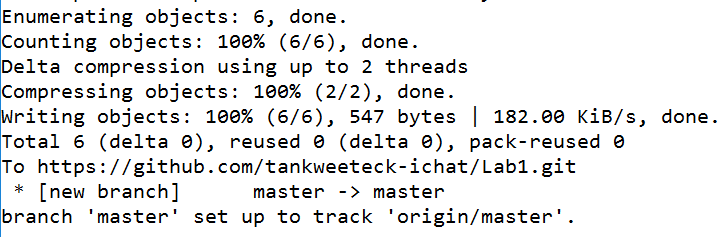 Enumerating objects: 6, done.
Counting objects: 100% (6/6), done.
Delta compression using up to 2 threads
Compressing objects: 100% (2/2), done.
Writing objects: 100% (6/6), 547 bytes | 182.00 KiB/s, done.
Total 6 (delta 0), reused 0 (delta 0), pack-reused 0
To https://github.com/tankweeteck-ichat/Lab1.git
 * [new branch]      master -> master
branch 'master' set up to track 'origin/master'.